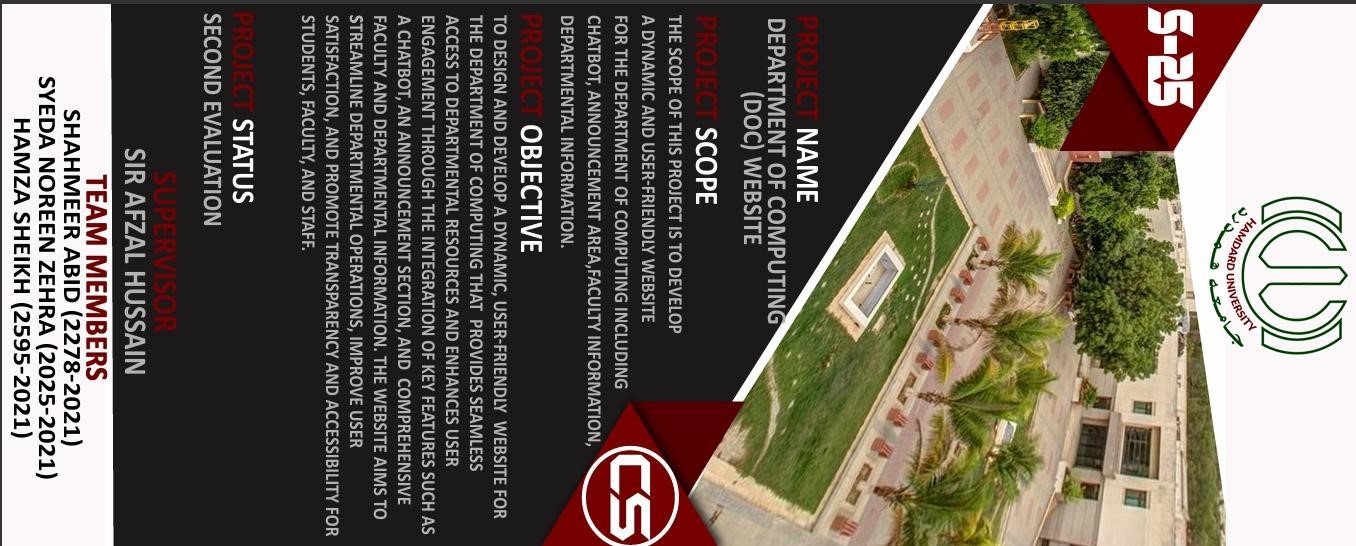 S-25
HAMDARD UNIVERSITY
جامعہ ہمدرد
PROJECT NAME
DEPARTMENT OF COMPUTING
(DOC) WEBSITE
PROJECT SCOPE
THE SCOPE OF THIS PROJECT IS TO DEVELOP
A DYNAMIC AND USER-FRIENDLY WEBSITE
FOR THE DEPARTMENT OF COMPUTING INCLUDING
CHATBOT, ANNOUNCEMENT AREA,FACULTY INFORMATION,
DEPARTMENTAL INFORMATION.
PROJECT OBJECTIVE
TO DESIGN AND DEVELOP A DYNAMIC, USER-FRIENDLY WEBSITE FOR
THE DEPARTMENT OF COMPUTING THAT PROVIDES SEAMLESS
ACCESS TO DEPARTMENTAL RESOURCES AND ENHANCES USER
ENGAGEMENT THROUGH THE INTEGRATION OF KEY FEATURES SUCH AS
A CHATBOT, AN ANNOUNCEMENT SECTION, AND COMPREHENSIVE
FACULTY AND DEPARTMENTAL INFORMATION. THE WEBSITE AIMS TO
STREAMLINE DEPARTMENTAL OPERATIONS, IMPROVE USER
SATISFACTION, AND PROMOTE TRANSPARENCY AND ACCESSIBILITY FOR
STUDENTS, FACULTY, AND STAFF.
CS
PROJECT STATUS
SECOND EVALUATION
SUPERVISOR
SIR AFZAL HUSSAIN
TEAM MEMBERS
SHAHMEER ABID (2278-2021)
SYEDA NOREEN ZEHRA (2025-2021)
HAMZA SHEIKH (2595-2021)